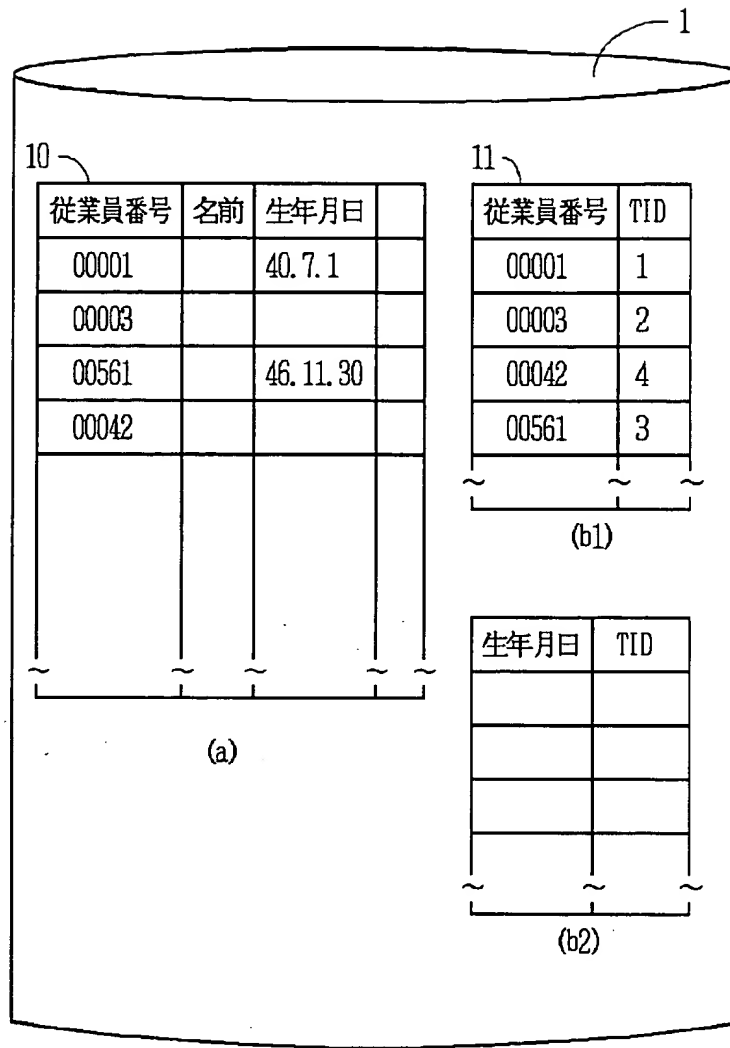 1
10
従業員番号 名前 生年月日
00001 40.7.1
00003
00561 46.11.30
00042
(a)
11
従業員番号 TID
00001 1
00003 2
00042 4
00561 3
(b1)
生年月日 TID
(b2)